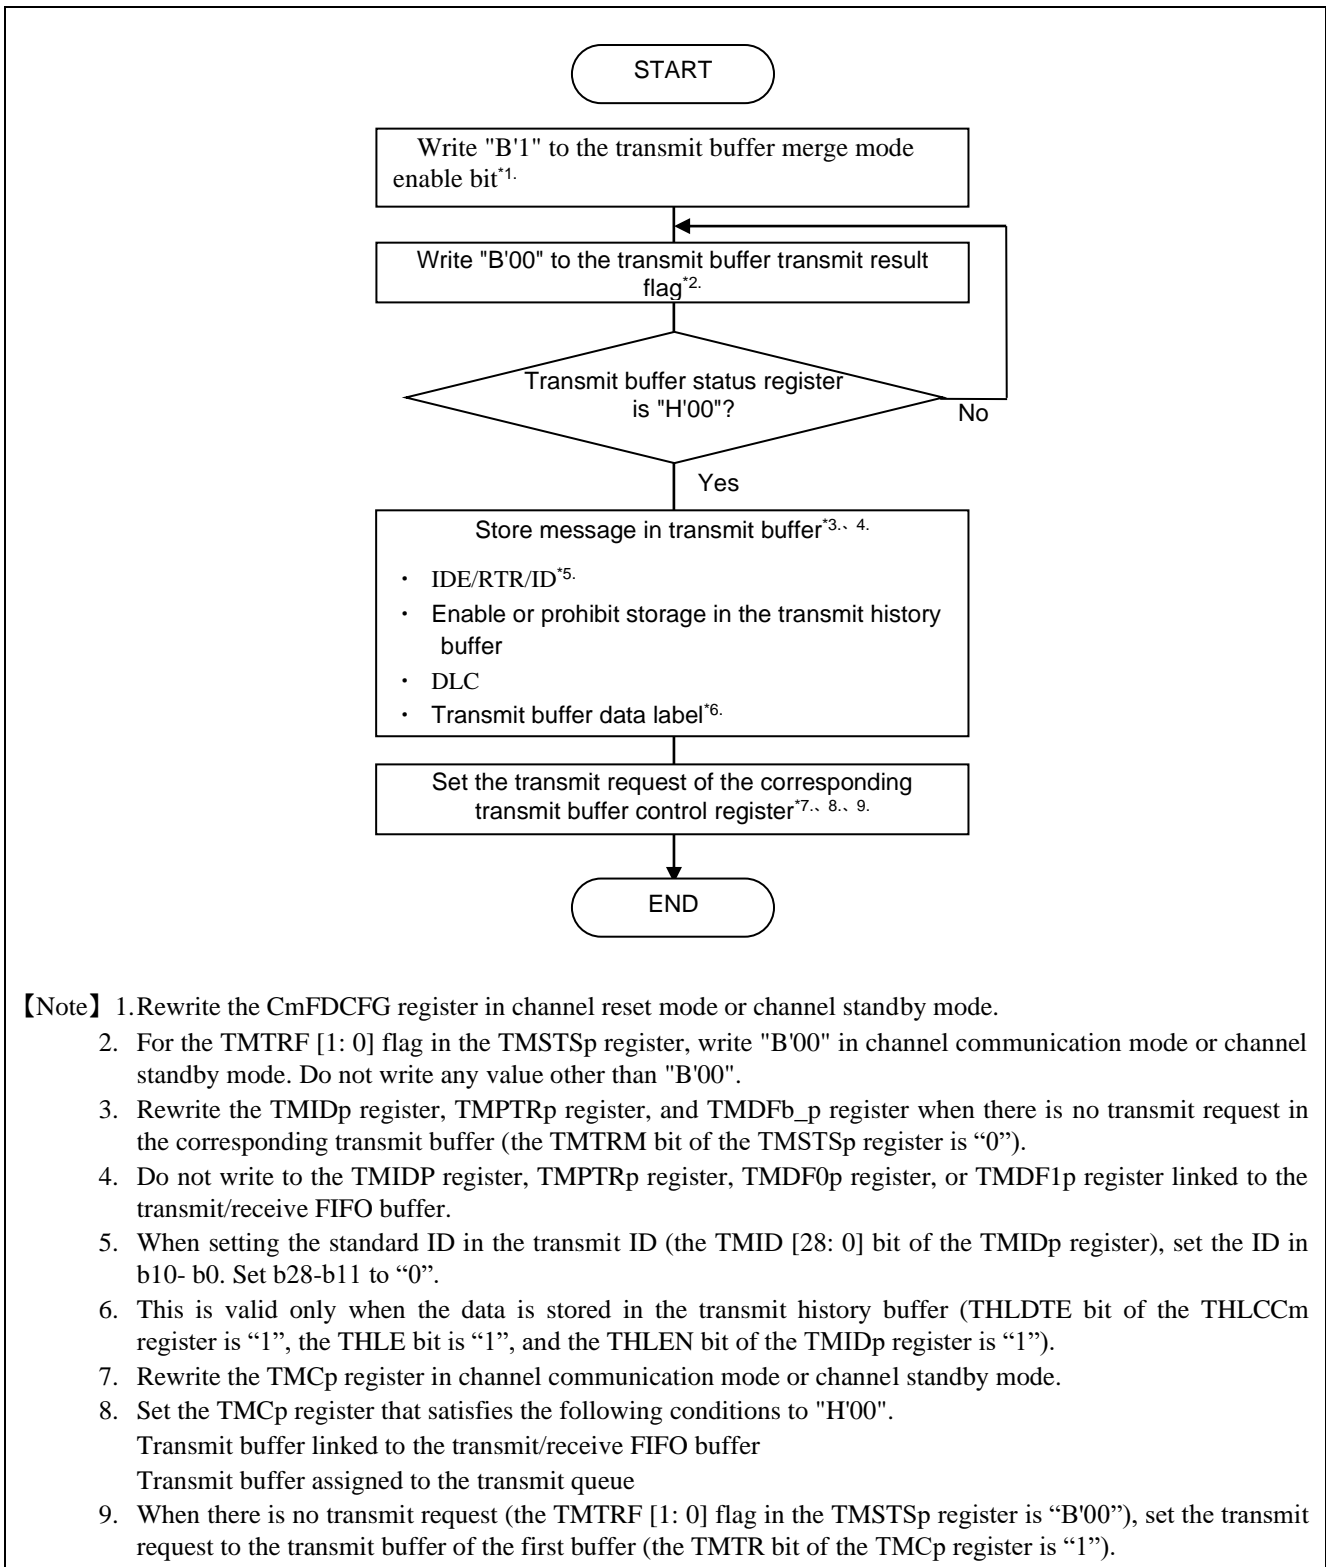 START
Write "B'1" to the transmit buffer merge mode
enable bit*1.
Write "B'00" to the transmit buffer transmit result
flag*2.
Transmit buffer status register
is "H'00"?
No
Yes
Store message in transmit buffer*3.、4.
・ IDE/RTR/ID*5.
・ Enable or prohibit storage in the transmit history
buffer
・ DLC
・ Transmit buffer data label*6.
Set the transmit request of the corresponding
transmit buffer control register*7.、8.、9.
END
【Note】 1. Rewrite the CmFDCFG register in channel reset mode or channel standby mode.
2. For the TMTRF [1: 0] flag in the TMSTSp register, write "B'00" in channel communication mode or channel
standby mode. Do not write any value other than "B'00".
3. Rewrite the TMIDp register, TMPTRp register, and TMDFb_p register when there is no transmit request in
the corresponding transmit buffer (the TMTRM bit of the TMSTSp register is “0”).
4. Do not write to the TMIDP register, TMPTRp register, TMDF0p register, or TMDF1p register linked to the
transmit/receive FIFO buffer.
5. When setting the standard ID in the transmit ID (the TMID [28: 0] bit of the TMIDp register), set the ID in
b10- b0. Set b28-b11 to “0”.
6. This is valid only when the data is stored in the transmit history buffer (THLDTE bit of the THLCCm
register is “1”, the THLE bit is “1”, and the THLEN bit of the TMIDp register is “1”).
7. Rewrite the TMCp register in channel communication mode or channel standby mode.
8. Set the TMCp register that satisfies the following conditions to "H'00".
Transmit buffer linked to the transmit/receive FIFO buffer
Transmit buffer assigned to the transmit queue
9. When there is no transmit request (the TMTRF [1: 0] flag in the TMSTSp register is “B'00”), set the transmit
request to the transmit buffer of the first buffer (the TMTR bit of the TMCp register is “1”).